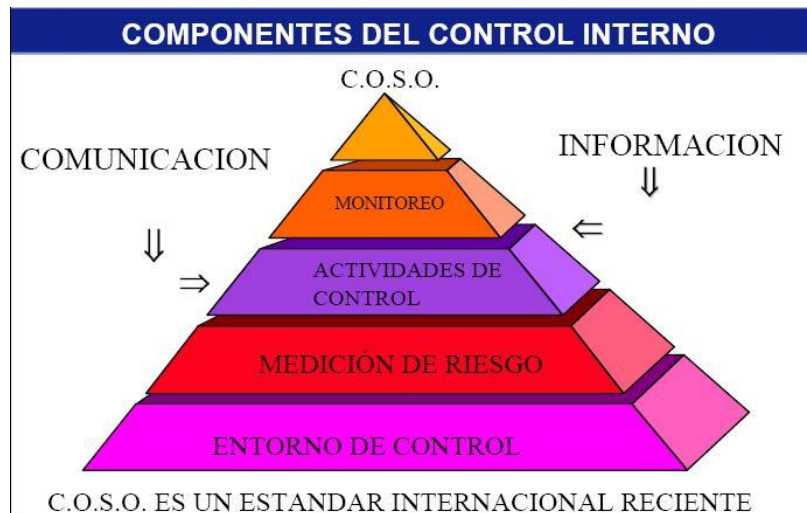 COMPONENTES DEL CONTROL INTERNO
C.O.S.O.
COMUNICACION
INFORMACION
MONITOREO
ACTIVIDADES DE
CONTROL
MEDICIÓN DE RIESGO
ENTORNO DE CONTROL
C.O.S.O. ES UN ESTANDAR INTERNACIONAL RECIENTE